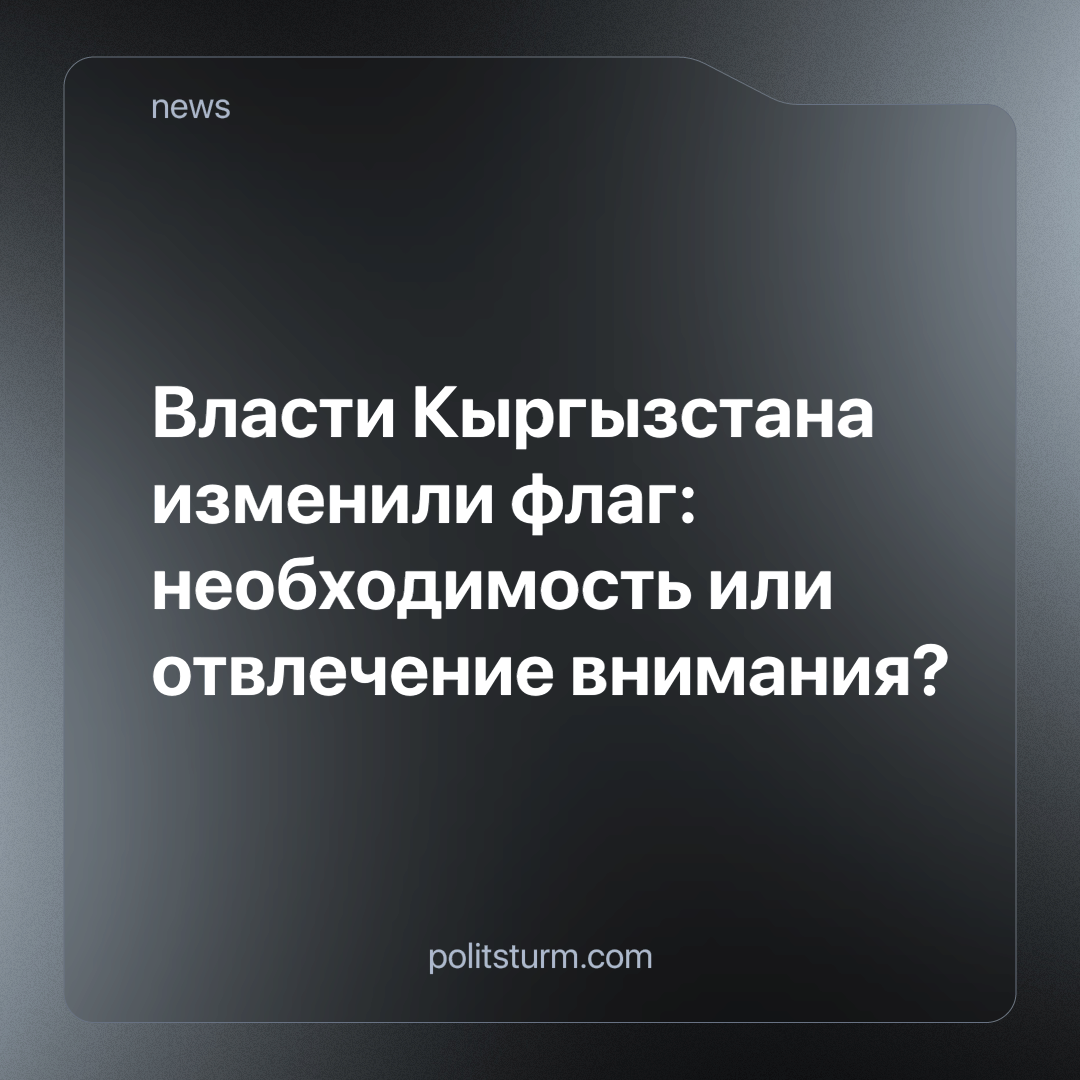 news
Власти Кыргызстана
изменили флаг:
необходимость или
отвлечение внимания?
politsturm.com